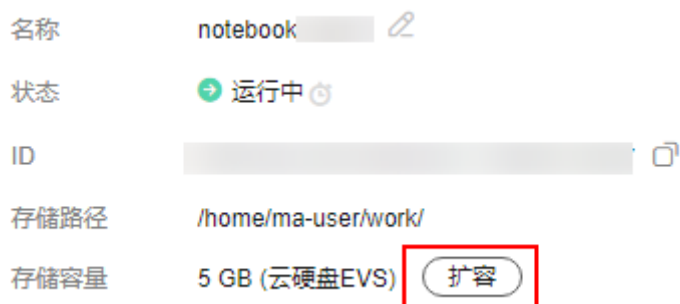 名称 notebook
状态 运行中
ID
存储路径 /home/ma-user/work/
存储容量 5 GB (云硬盘EVS) 扩容